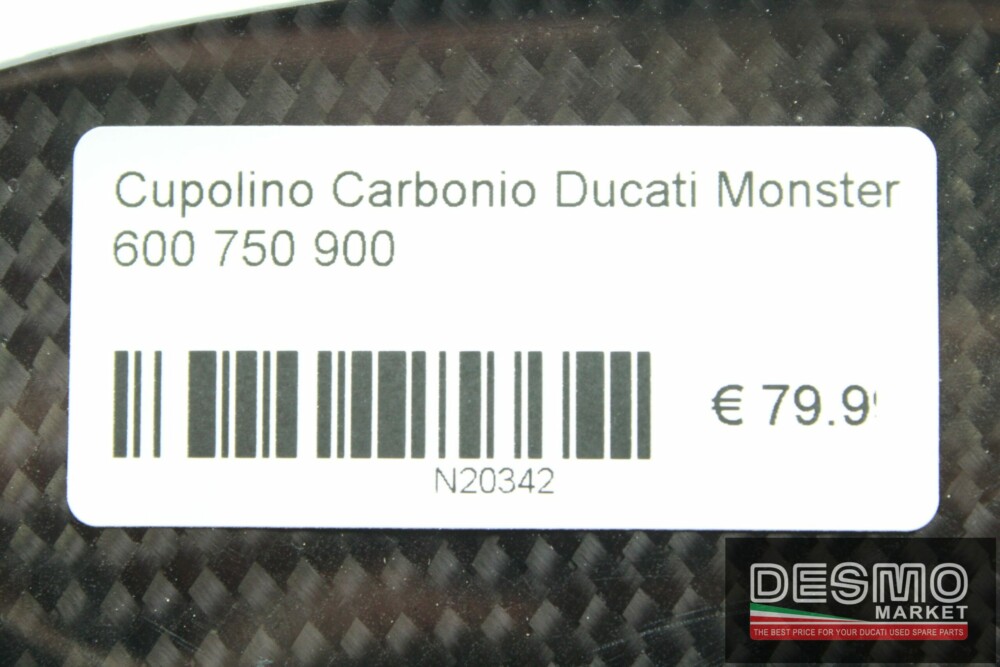 Cupolino Carbonio Ducati Monster
600 750 900
€ 79.9
N20342
DESMO
MARKET
THE BEST PRICE FOR YOUR DUCATI USED SPARE PARTS